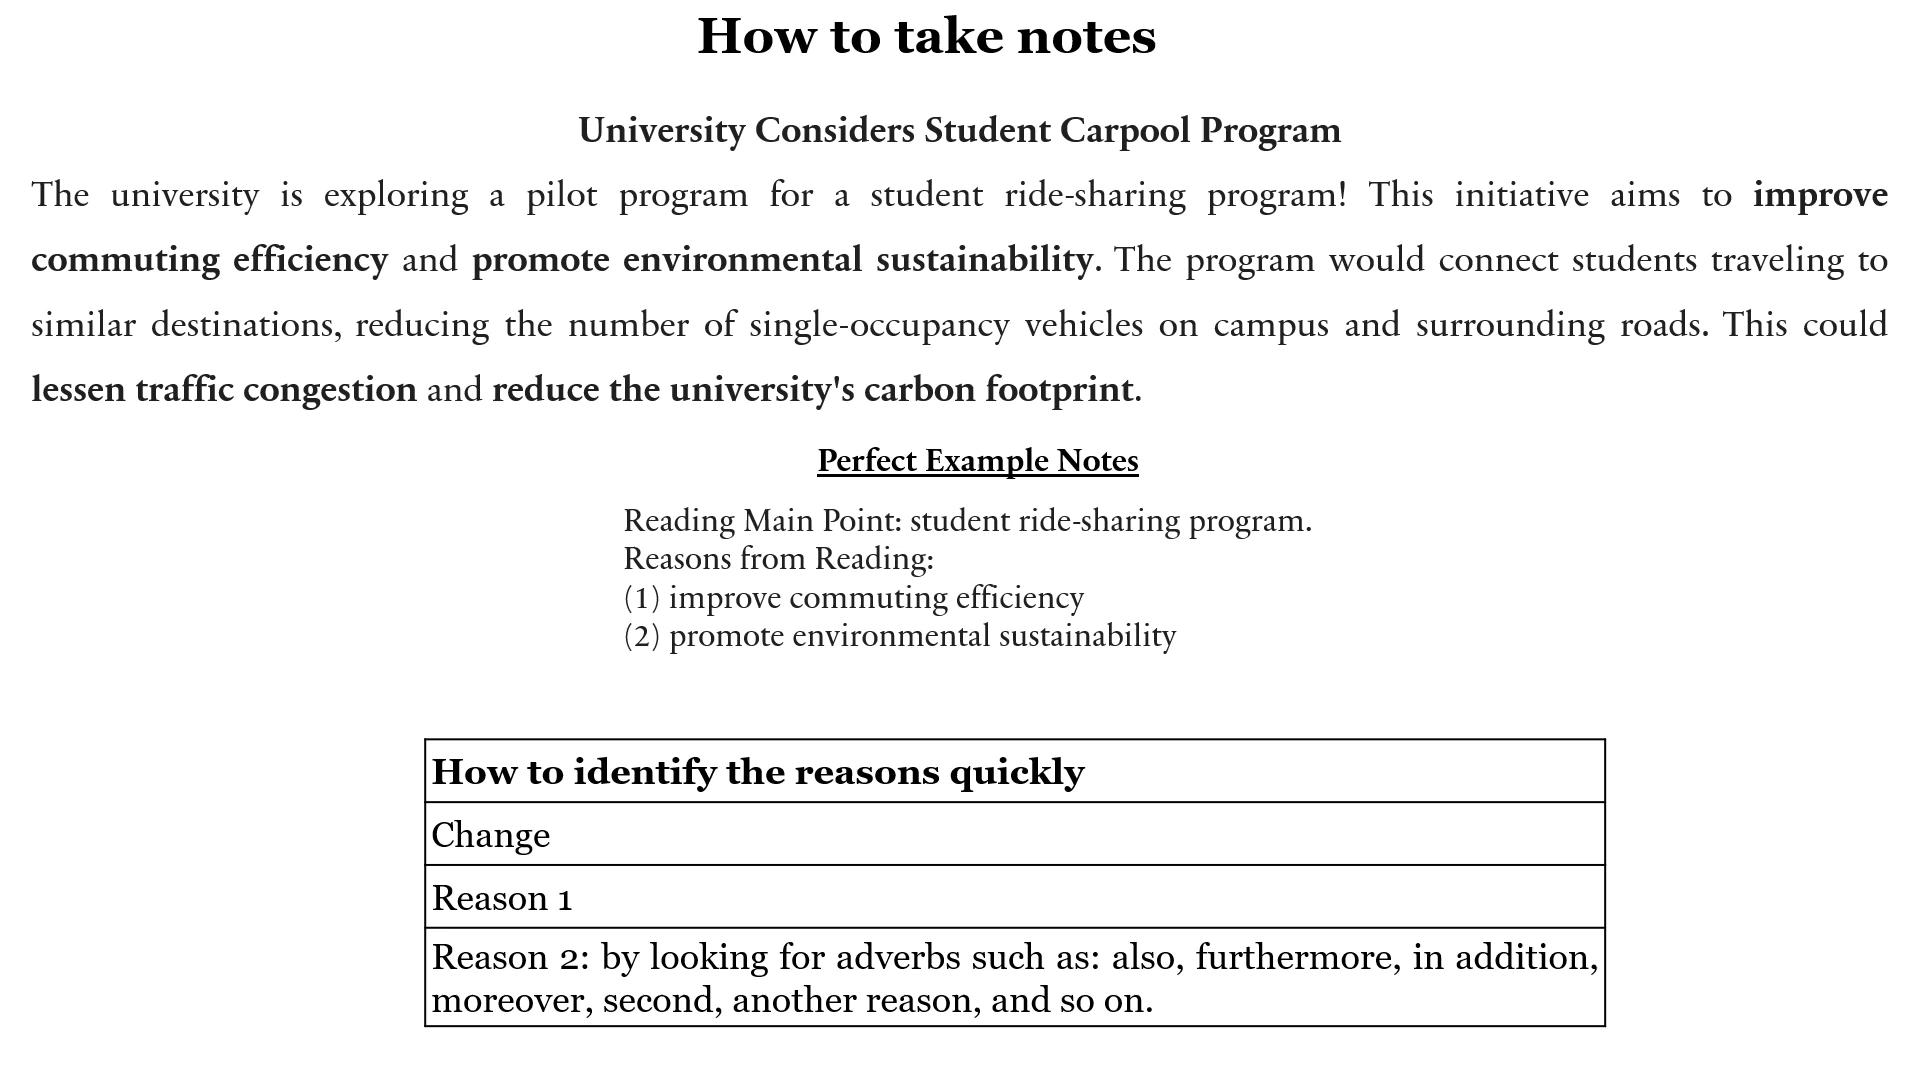 How to take notes
University Considers Student Carpool Program
The university is exploring a pilot program for a student ride-sharing program! This initiative aims to improve
commuting efficiency and promote environmental sustainability. The program would connect students traveling to
similar destinations, reducing the number of single-occupancy vehicles on campus and surrounding roads. This could
lessen traffic congestion and reduce the university's carbon footprint.
Perfect Example Notes
Reading Main Point: student ride-sharing program.
Reasons from Reading:
(1) improve commuting efficiency
(2) promote environmental sustainability
How to identify the reasons quickly
Change
Reason 1
Reason 2: by looking for adverbs such as: also, furthermore, in addition,
moreover, second, another reason, and so on.